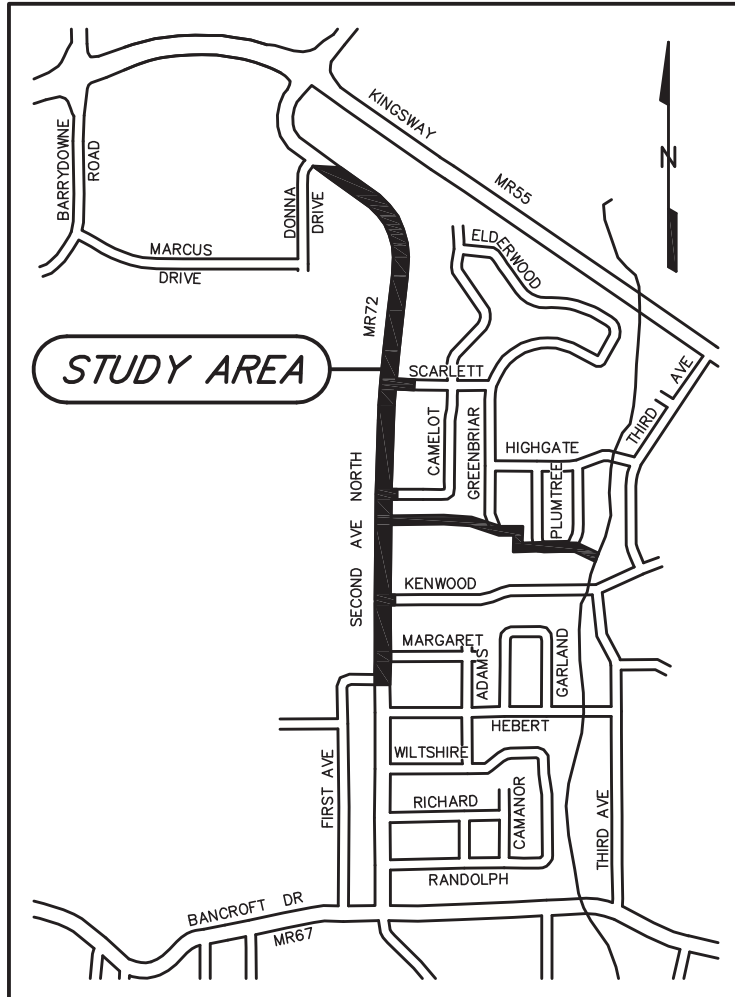 KINGSWAY
MR55
BARRYDOWNE
ROAD
N
DONNA
DRIVE
MARCUS
DRIVE
ELDERWOOD
MR72
STUDY AREA
SCARLETT
THIRD AVE
CAMELOT
GREENBRIAR
HIGHGATE
PLUMTREE
SECOND AVE NORTH
KENWOOD
MARGARET
ADAMS
GARLAND
HEBERT
WILTSHIRE
FIRST AVE
RICHARD
CAMANOR
THIRD AVE
RANDOLPH
BANCROFT DR
MR67